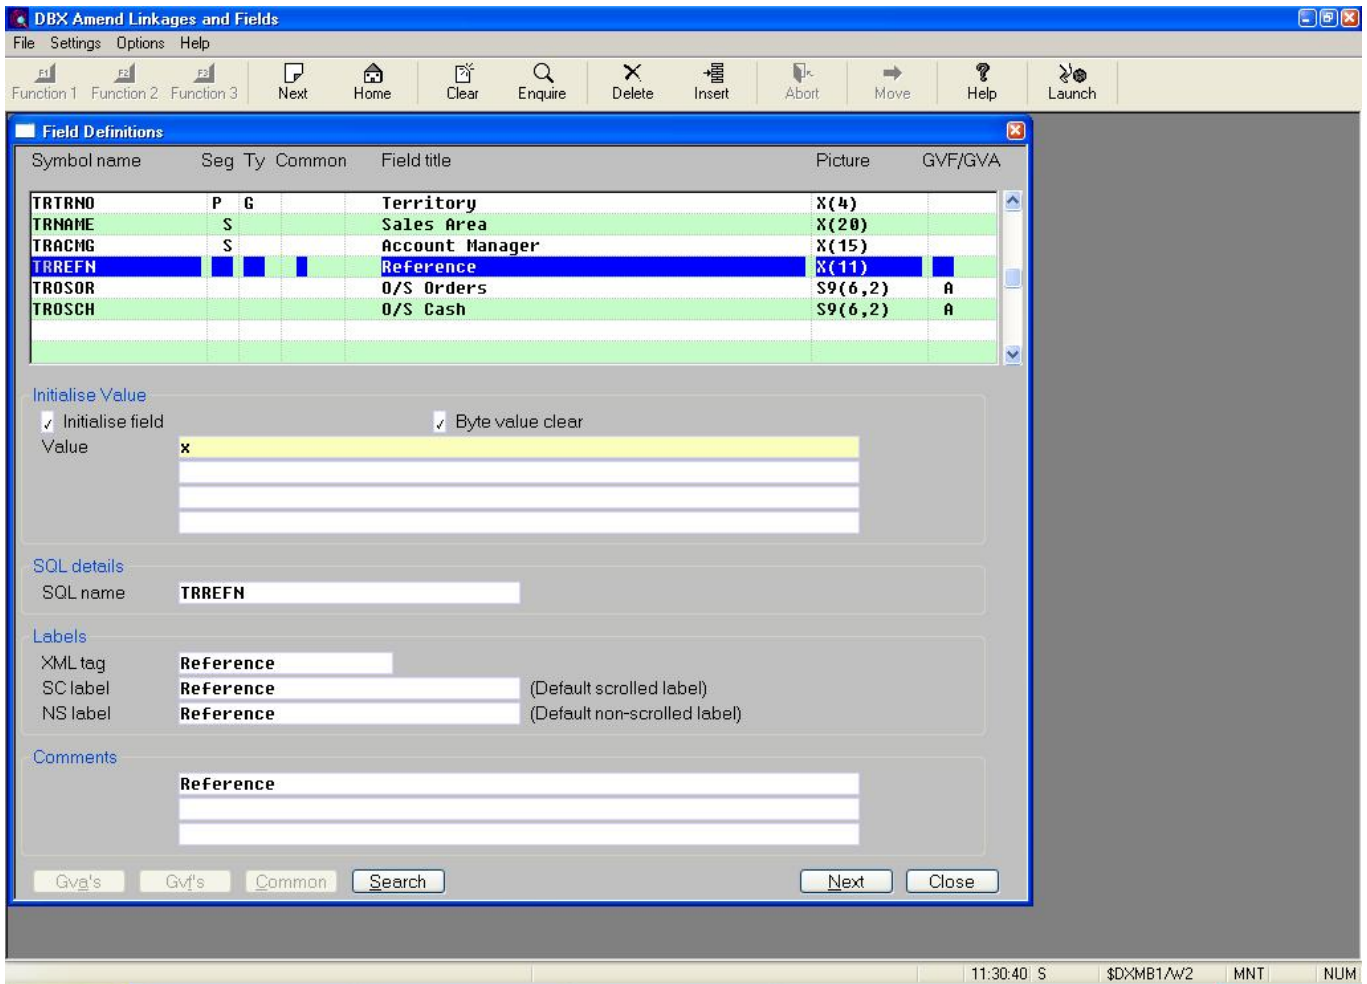 DBX Amend Linkages and Fields
File Settings Options Help
F1 F2 F3
Function 1 Function 2 Function 3 Next Home Clear Enquire Delete Insert Abort Move Help Launch
Field Definitions
Symbol name Seg Ty Common Field title Picture GVF/GVA
TRTRNO P G Territory X(4)
TRNAME S Sales Area X(20)
TRACMG S Account Manager X(15)
TRREFN Reference X(11)
TROSOR O/S Orders S9(6,2) A
TROSCH O/S Cash S9(6,2) A
Initialise Value
Initialise field Byte value clear
Value x
SQL details
SQL name TRREFN
Labels
XML tag Reference
SC label Reference (Default scrolled label)
NS label Reference (Default non-scrolled label)
Comments
Reference
Gva's Gvf's Common Search Next Close
11:30:40 S $DXMB1/W2 MNT NUM